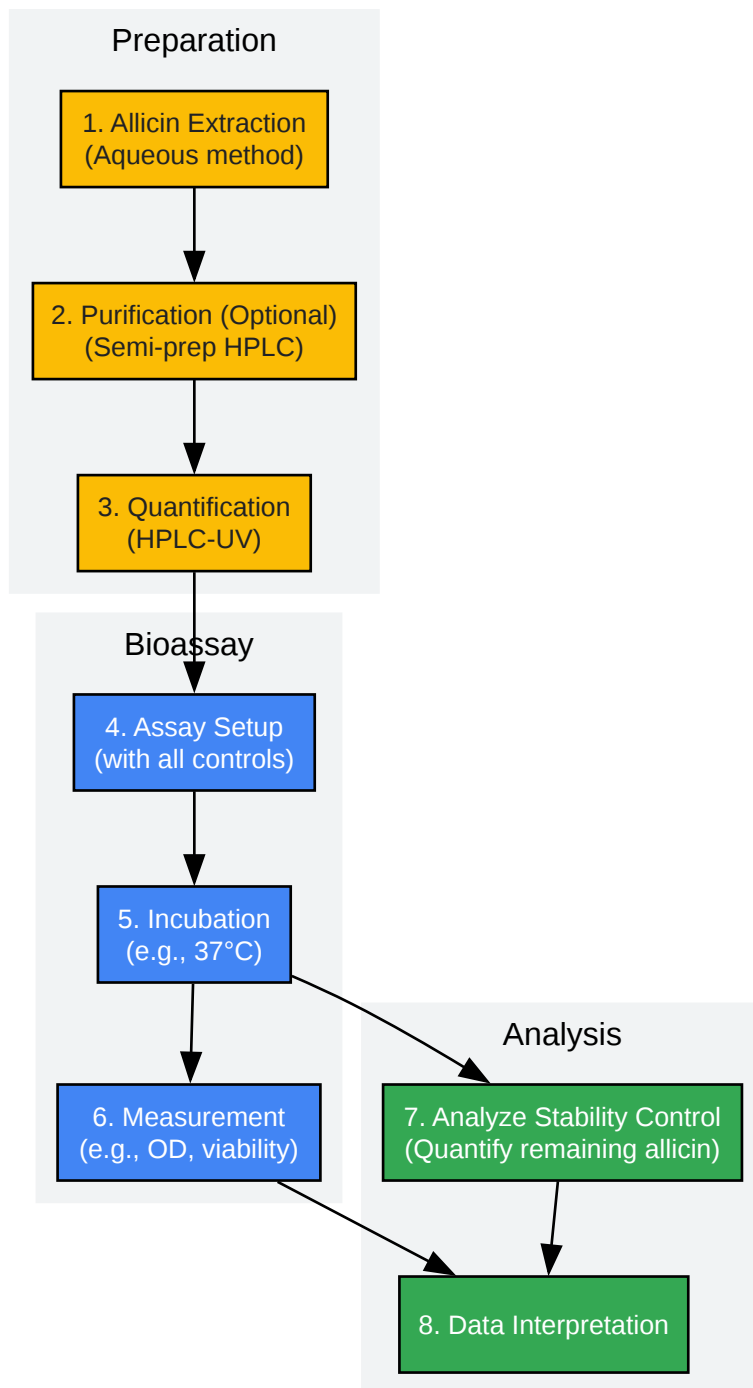 Preparation
1. Allicin Extraction
(Aqueous method)
2. Purification (Optional)
(Semi-prep HPLC)
3. Quantification
(HPLC-UV)
Bioassay
4. Assay Setup
(with all controls)
5. Incubation
(e.g., 37°C)
6. Measurement
(e.g., OD, viability)
Analysis
7. Analyze Stability Control
(Quantify remaining allicin)
8. Data Interpretation